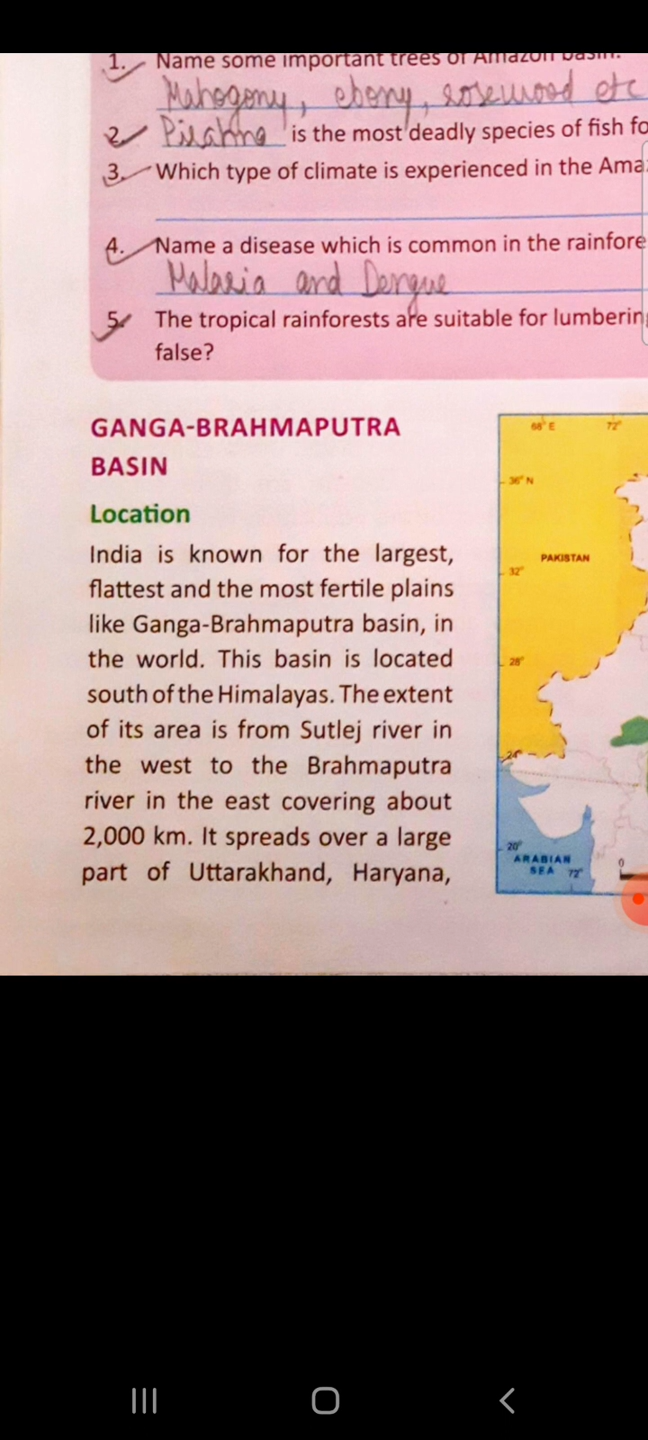 1. Name some important trees of Amazon basin.
Mahogony, ebony, rosewood etc
2. Pirahna is the most deadly species of fish fo
3. Which type of climate is experienced in the Ama
4. Name a disease which is common in the rainfore
Malaria and Dengue
5. The tropical rainforests are suitable for lumberin
false?
GANGA-BRAHMAPUTRA
BASIN
Location
India is known for the largest,
flattest and the most fertile plains
like Ganga-Brahmaputra basin, in
the world. This basin is located
south of the Himalayas. The extent
of its area is from Sutlej river in
the west to the Brahmaputra
river in the east covering about
2,000 km. It spreads over a large
part of Uttarakhand, Haryana,
68° E 72°
36° N
PAKISTAN
32°
28°
24°
20°
ARABIAN
SEA 72°
0